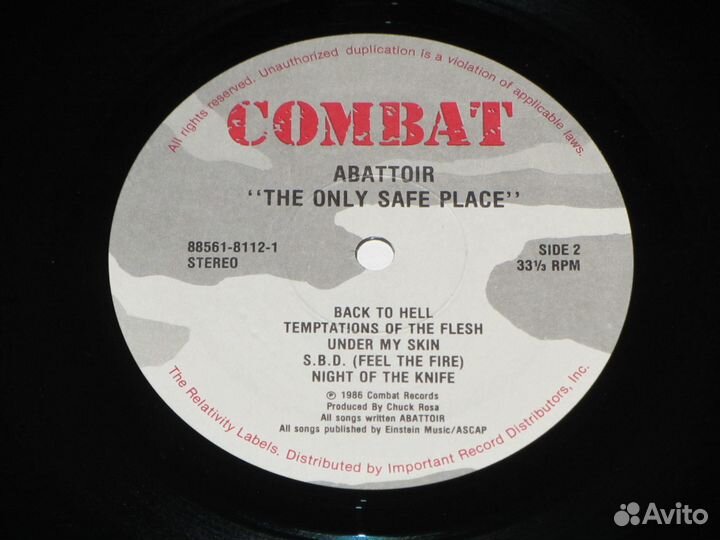 All rights reserved. Unauthorized duplication is a violation of applicable laws.
COMBAT
ABATTOIR
"THE ONLY SAFE PLACE"
88561-8112-1
STEREO
SIDE 2
33⅓ RPM
BACK TO HELL
TEMPTATIONS OF THE FLESH
UNDER MY SKIN
S.B.D. (FEEL THE FIRE)
NIGHT OF THE KNIFE
℗ 1986 Combat Records
Produced By Chuck Rosa
All songs written ABATTOIR
All songs published by Einstein Music/ASCAP
The Relativity Labels. Distributed by Important Record Distributors, Inc.
Avito